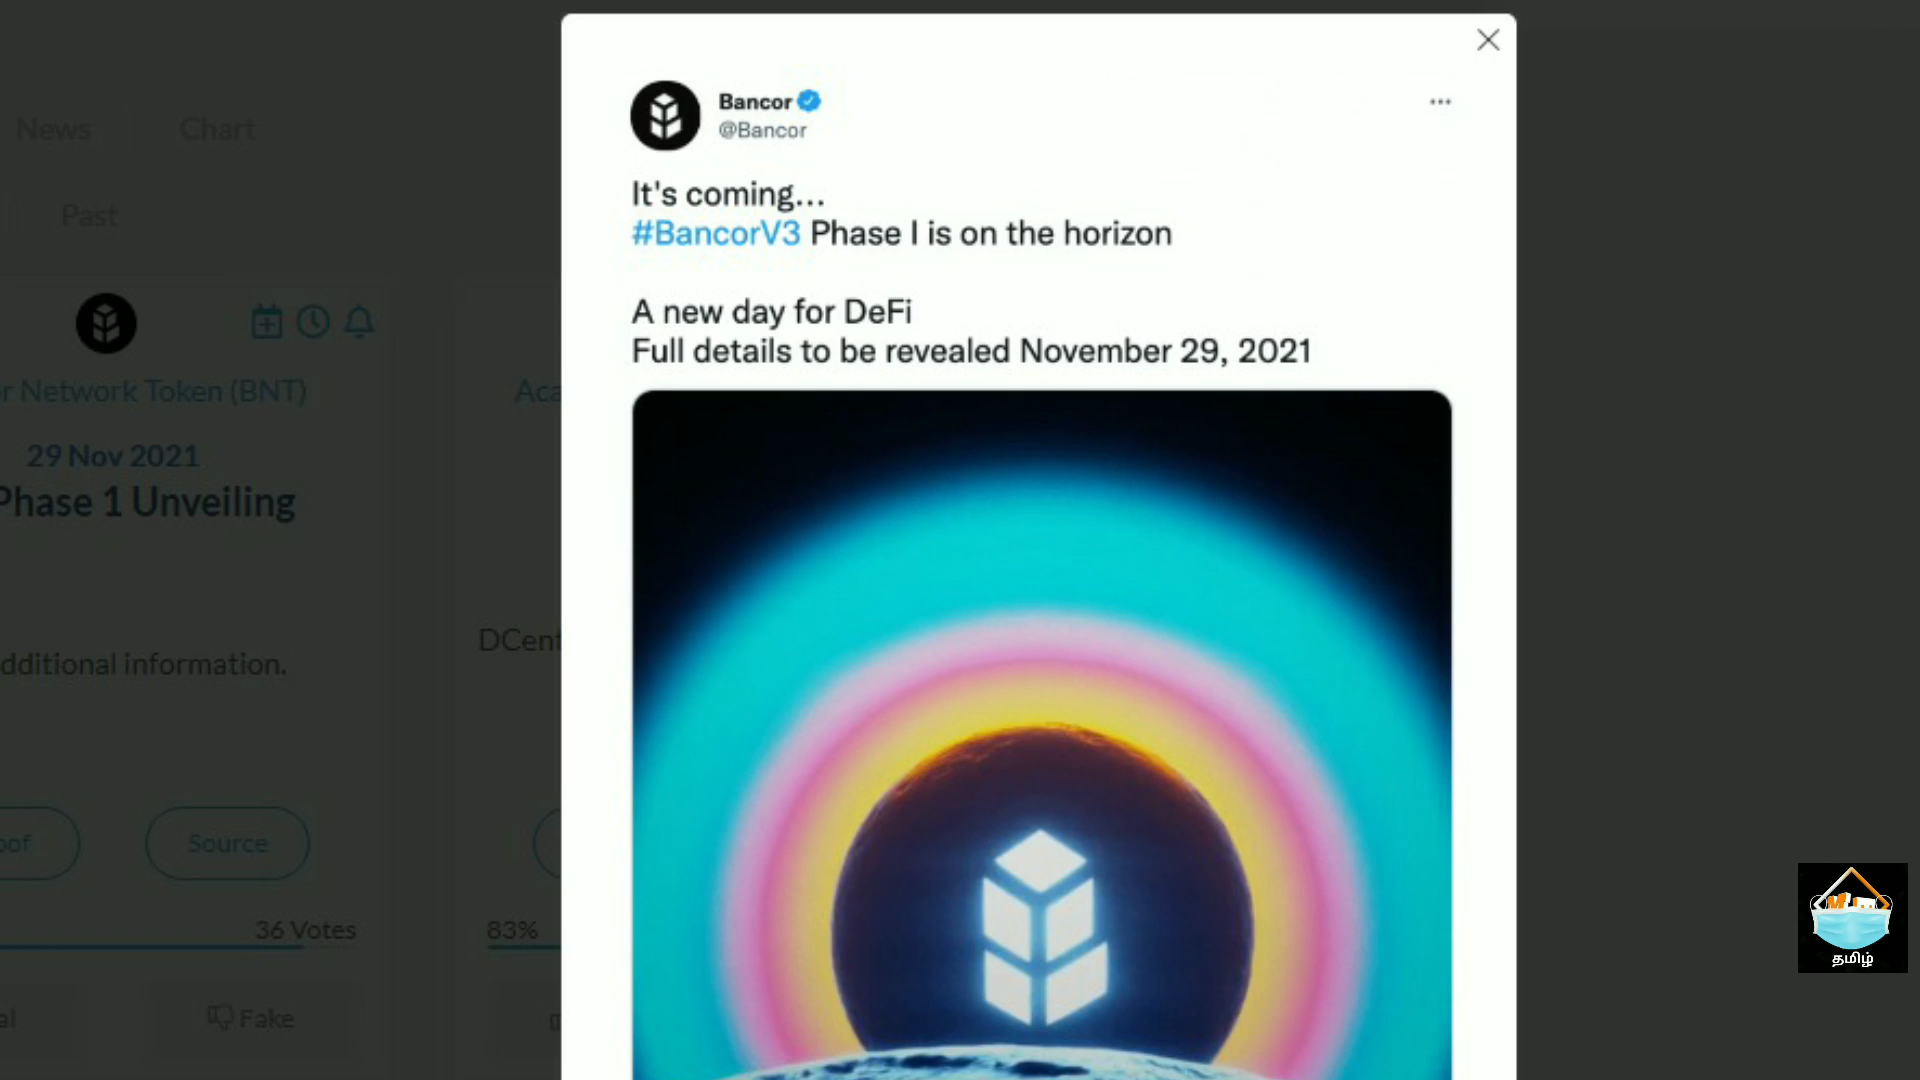 Bancor
@Bancor
It's coming...
#BancorV3 Phase I is on the horizon
A new day for DeFi
Full details to be revealed November 29, 2021
News
Chart
Past
Network Token (BNT)
29 Nov 2021
Phase 1 Unveiling
information.
Source
36 Votes
83%
Fake
தமிழ்